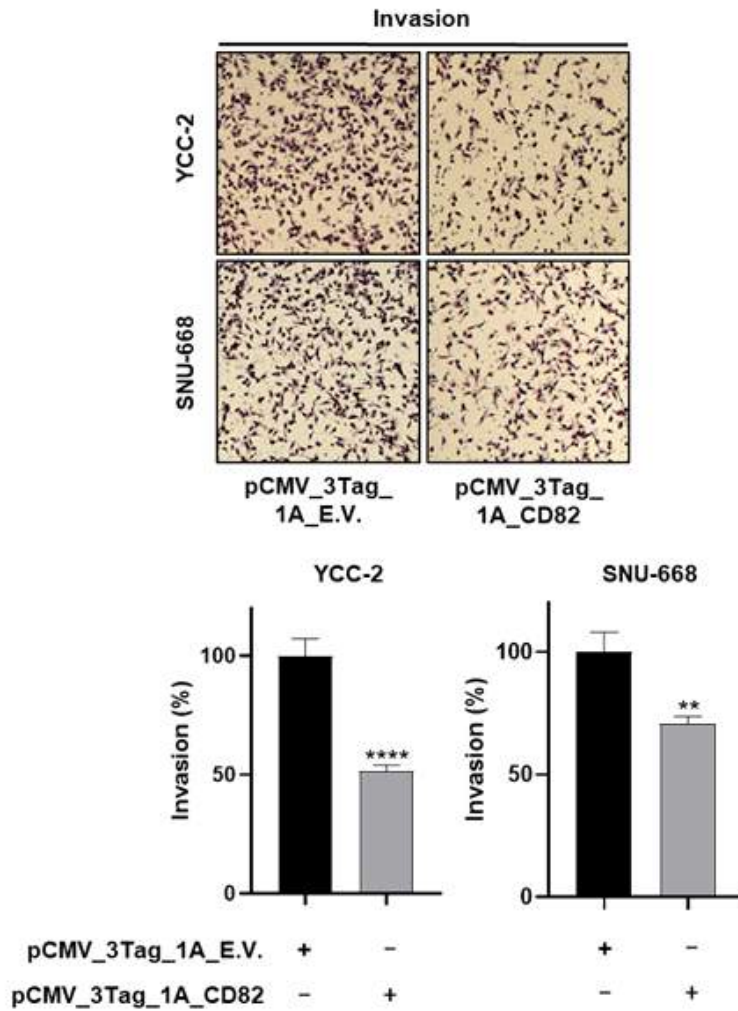 Invasion
YCC-2
SNU-668
pCMV_3Tag_ pCMV_3Tag_
1A_E.V. 1A_CD82
YCC-2 SNU-668
Invasion (%)
100
50
0
****
Invasion (%)
100
50
0
**
pCMV_3Tag_1A_E.V. + – + –
pCMV_3Tag_1A_CD82 – + – +